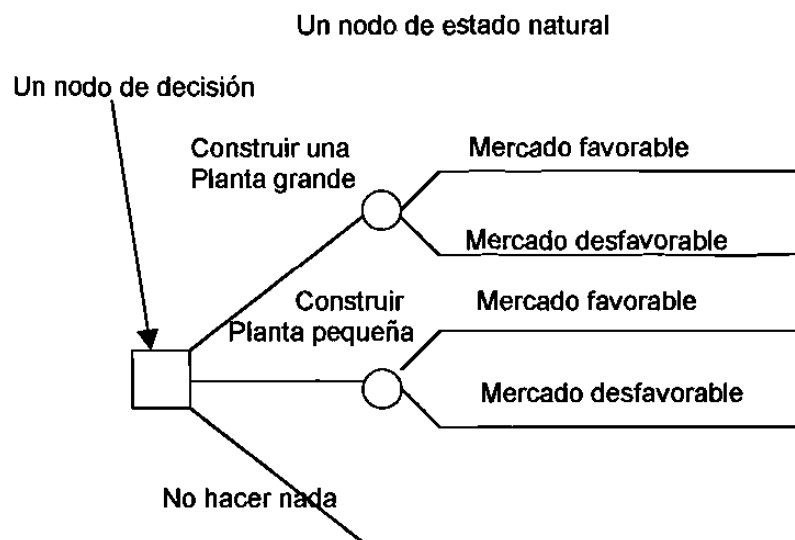 Un nodo de estado natural
Un nodo de decisión
Construir una
Planta grande
Mercado favorable
Mercado desfavorable
Construir
Planta pequeña
Mercado favorable
Mercado desfavorable
No hacer nada